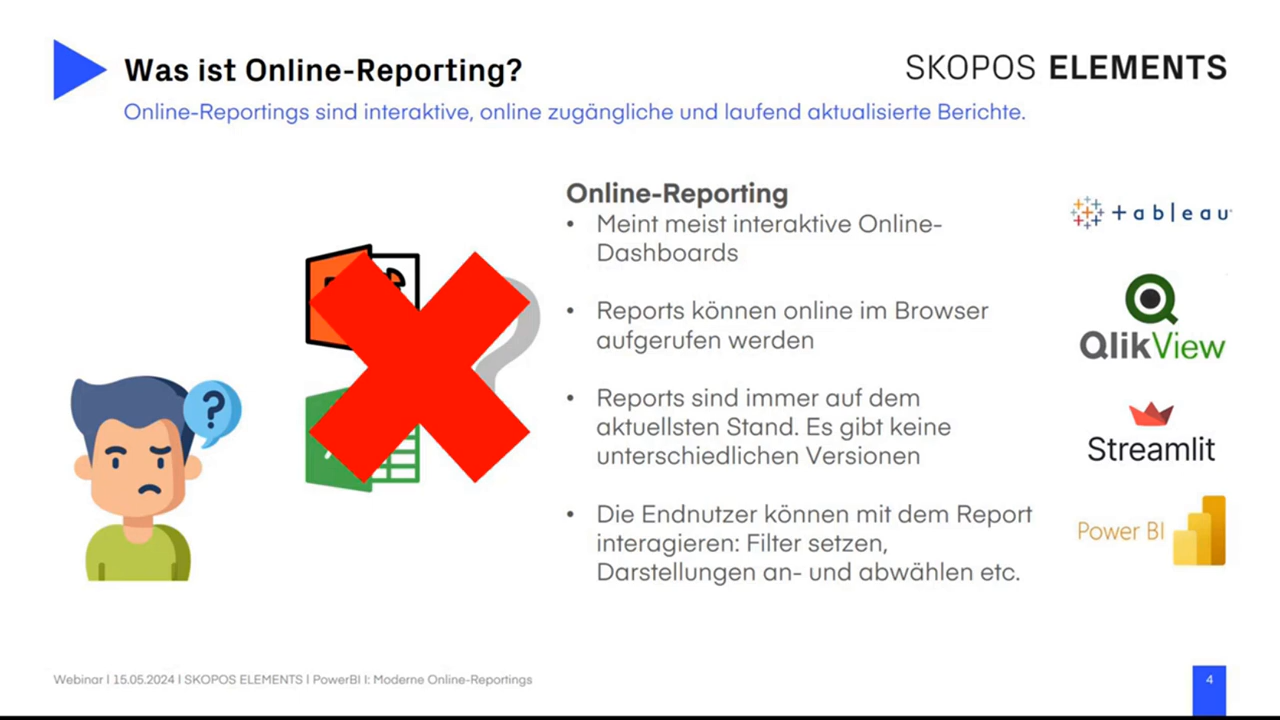 Was ist Online-Reporting?
SKOPOS ELEMENTS
Online-Reportings sind interaktive, online zugängliche und laufend aktualisierte Berichte.
Online-Reporting
• Meint meist interaktive Online-
Dashboards
• Reports können online im Browser
aufgerufen werden
• Reports sind immer auf dem
aktuellsten Stand. Es gibt keine
unterschiedlichen Versionen
• Die Endnutzer können mit dem Report
interagieren: Filter setzen,
Darstellungen an- und abwählen etc.
+ableau
QlikView
Streamlit
Power BI
?
?
Webinar | 15.05.2024 | SKOPOS ELEMENTS | PowerBI I: Moderne Online-Reportings
4